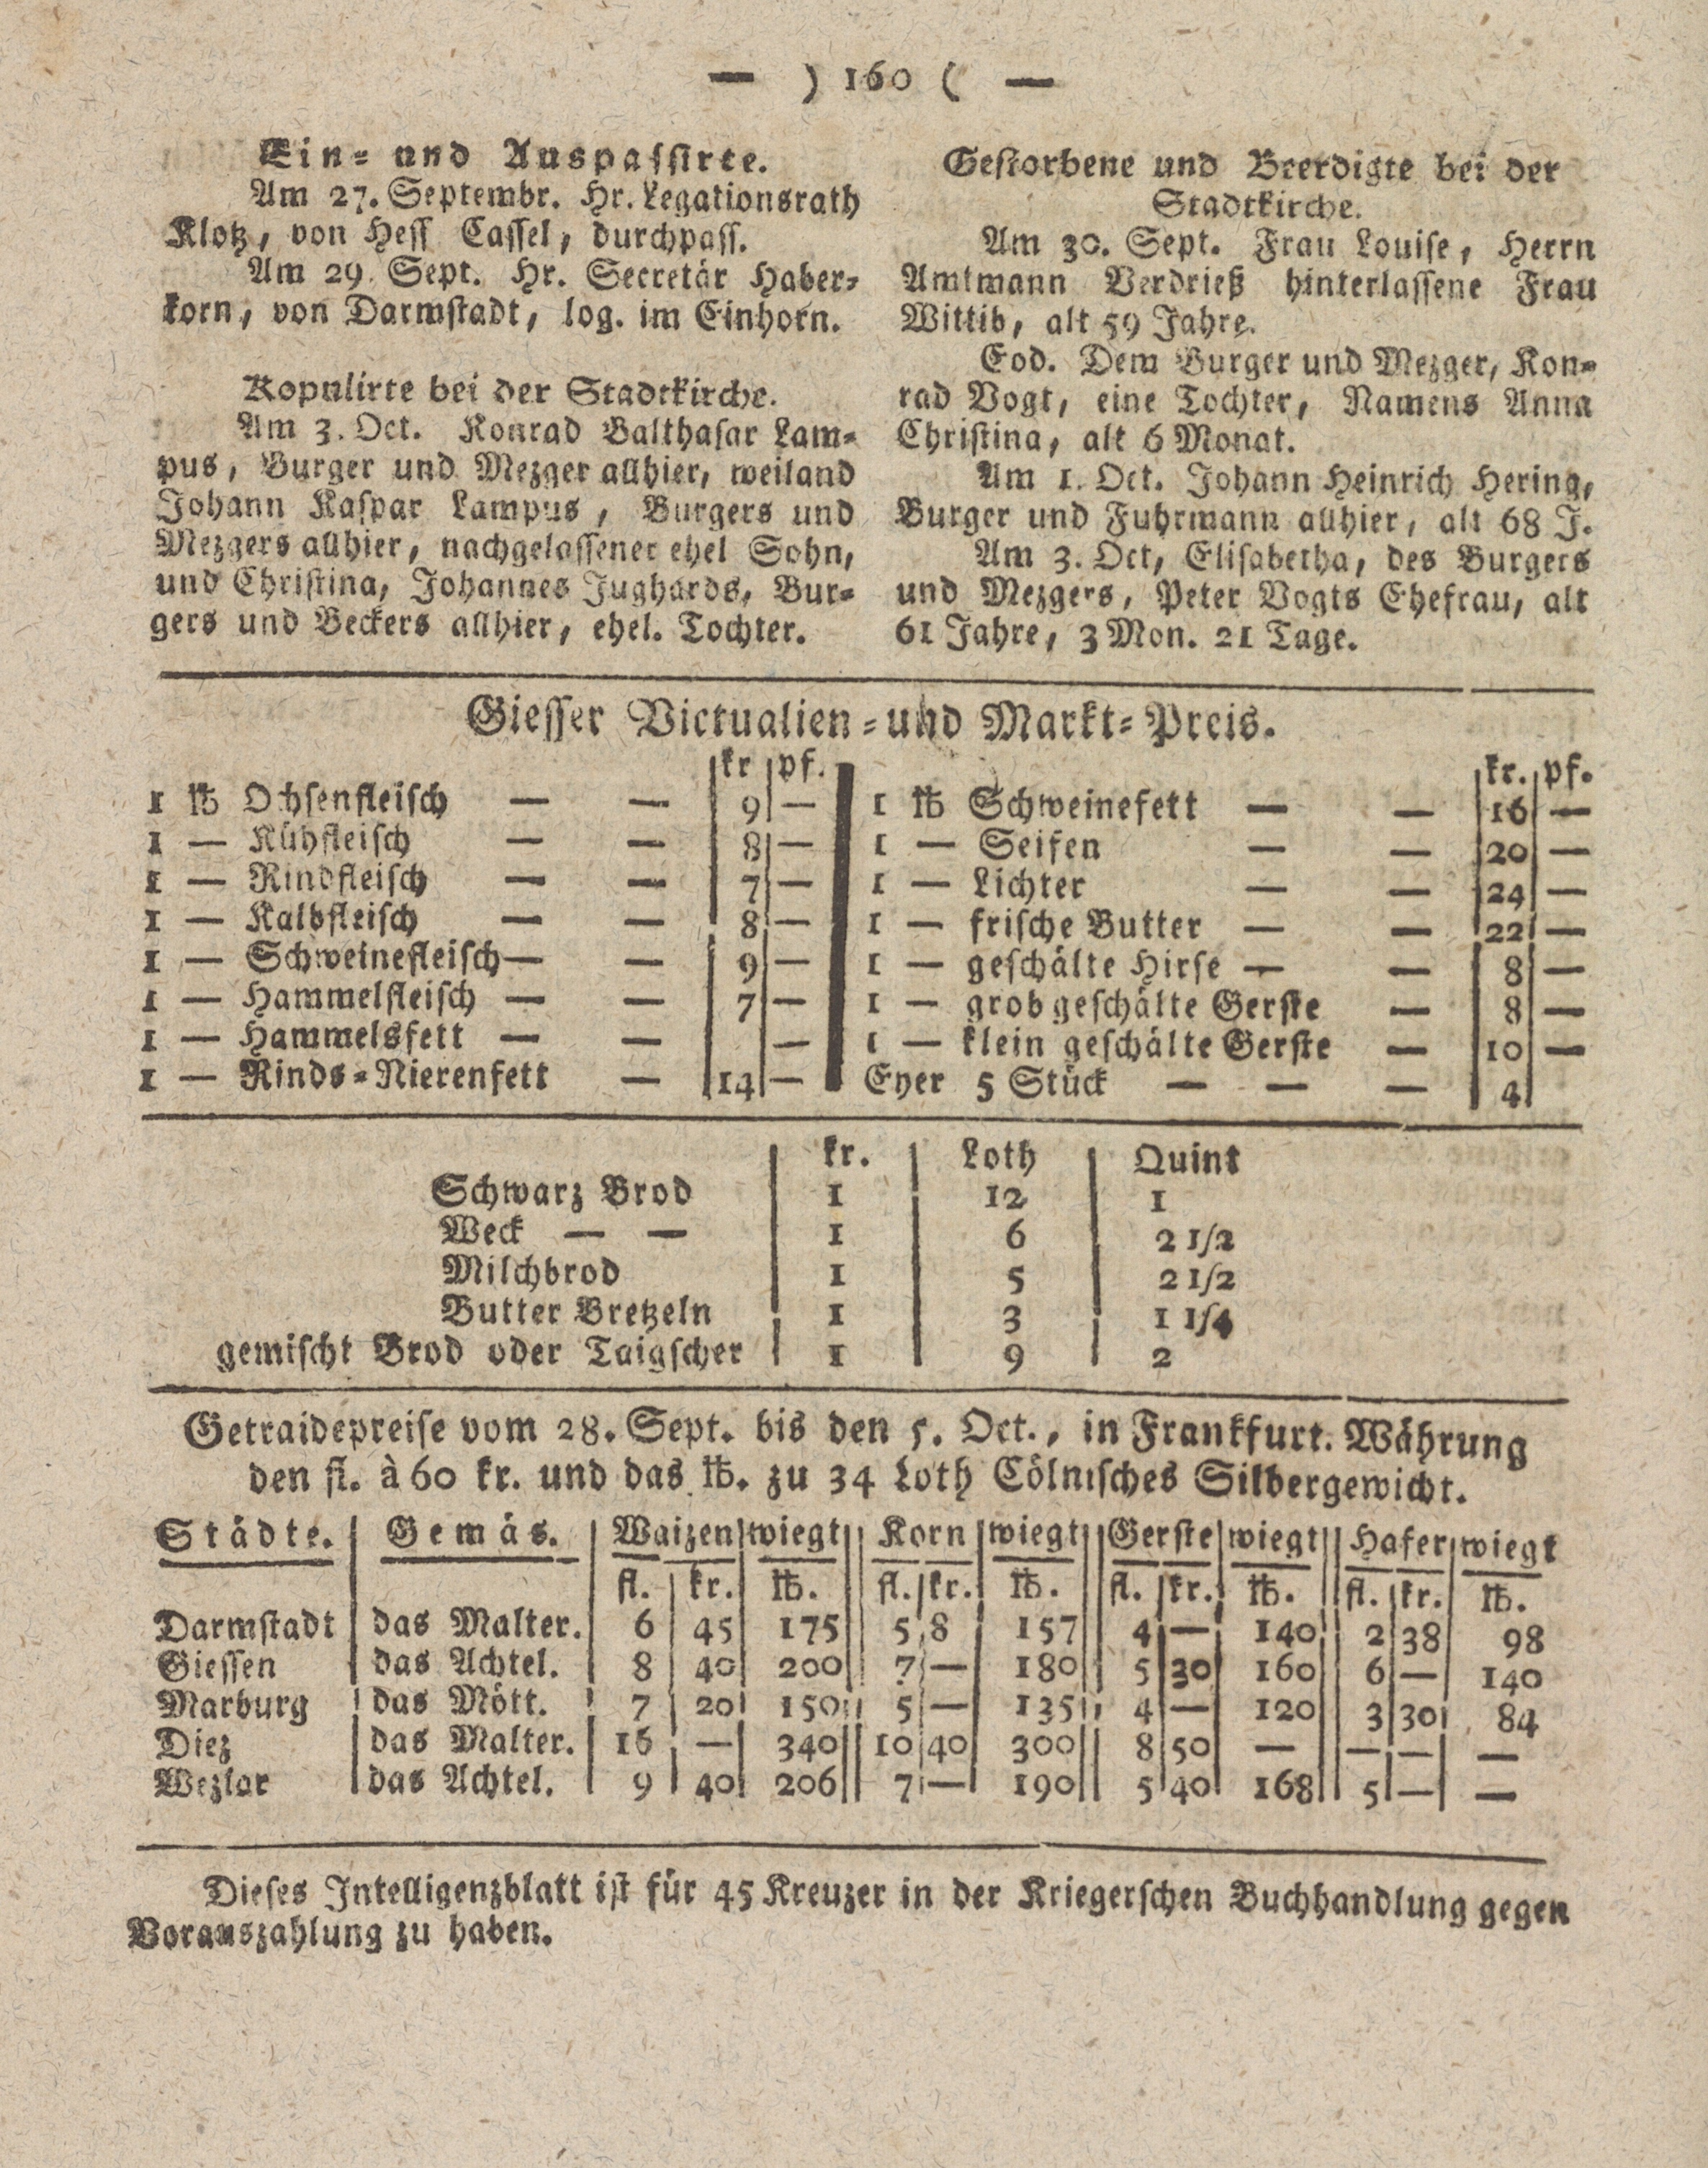 — ) 160 ( —
Ein- und Auspassirte.
Am 27. Septembr. Hr. Legationsrath
Klotz, von Hess Cassel, durchpass.
Am 29. Sept. Hr. Secretär Haber-
korn, von Darmstadt, log. im Einhorn.
Kopulirte bei der Stadtkirche.
Am 3. Oct. Konrad Balthasar Lam-
pus, Burger und Mezger allhier, weiland
Johann Kaspar Lampus, Burgers und
Mezgers allhier, nachgelassener ehel Sohn,
und Christina, Johannes Jughards, Bur-
gers und Beckers allhier, ehel. Tochter.
Gestorbene und Beerdigte bei der
Stadtkirche.
Am 30. Sept. Frau Louise, Herrn
Amtmann Verdrieß hinterlassene Frau
Wittib, alt 59 Jahre.
Eod. Dem Burger und Mezger, Kon-
rad Vogt, eine Tochter, Namens Anna
Christina, alt 6 Monat.
Am 1. Oct. Johann Heinrich Hering,
Burger und Fuhrmann allhier, alt 68 J.
Am 3. Oct, Elisabetha, des Burgers
und Mezgers, Peter Vogts Ehefrau, alt
61 Jahre, 3 Mon. 21 Tage.
Giesser Victualien- und Markt-Preis.
kr pf.
1 ℔ Ochsenfleisch — — 9 —
1 — Kühfleisch — — 8 —
1 — Rindfleisch — — 7 —
1 — Kalbfleisch — — 8 —
1 — Schweinefleisch — — 9 —
1 — Hammelfleisch — — 7 —
1 — Hammelsfett — — —
1 — Rinds-Nierenfett — 14 —
kr. pf.
1 ℔ Schweinefett — — 16 —
1 — Seifen — — 20 —
1 — Lichter — — 24 —
1 — frische Butter — — 22 —
1 — geschälte Hirse — — 8 —
1 — grob geschälte Gerste — 8 —
1 — klein geschälte Gerste — 10 —
Eyer 5 Stück — — — 4
kr. Loth Quint
Schwarz Brod 1 12 1
Weck — — 1 6 2 1/2
Milchbrod 1 5 2 1/2
Butter Bretzeln 1 3 1 1/4
gemischt Brod oder Taigscher 1 9 2
Getraidepreise vom 28. Sept. bis den 5. Oct., in Frankfurt. Währung
den fl. à 60 kr. und das ℔. zu 34 Loth Cölnisches Silbergewicht.
Städte. Gemäs. Waizen wiegt Korn wiegt Gerste wiegt Hafer wiegt
fl. kr. ℔. fl. kr. ℔. fl. kr. ℔. fl. kr. ℔.
Darmstadt das Malter. 6 45 175 5 8 157 4 — 140 2 38 98
Giessen das Achtel. 8 40 200 7 — 180 5 30 160 6 — 140
Marburg das Mött. 7 20 150 5 — 135 4 — 120 3 30 84
Diez das Malter. 16 — 340 10 40 300 8 50 — — — —
Wezlar das Achtel. 9 40 206 7 — 190 5 40 168 5 — —
Dieses Intelligenzblatt ist für 45 Kreuzer in der Kriegerschen Buchhandlung gegen
Vorauszahlung zu haben.